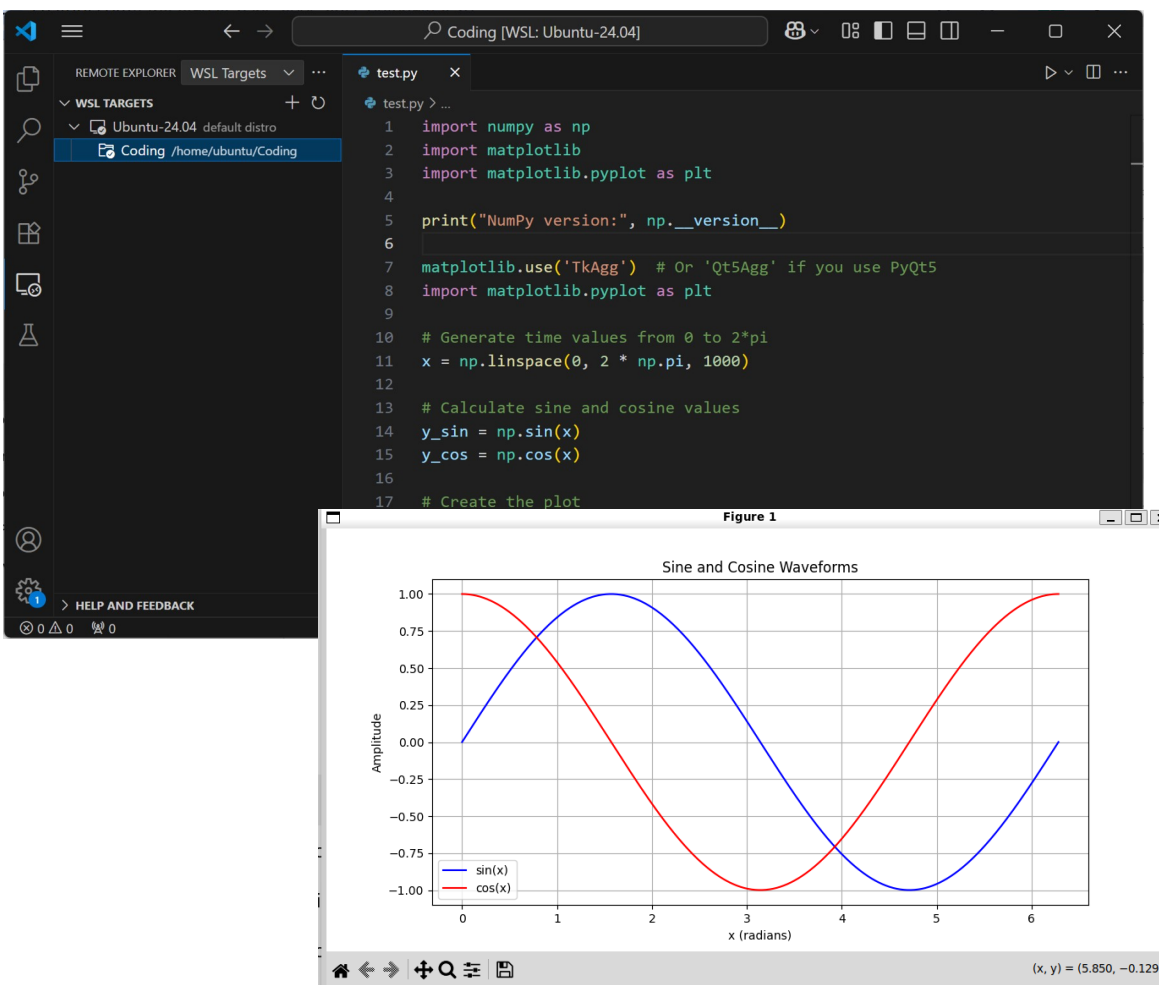 Coding [WSL: Ubuntu-24.04]
REMOTE EXPLORER WSL Targets
WSL TARGETS
Ubuntu-24.04 default distro
Coding /home/ubuntu/Coding
HELP AND FEEDBACK
1
0 0 0
test.py
test.py > ...
1 import numpy as np
2 import matplotlib
3 import matplotlib.pyplot as plt
4
5 print("NumPy version:", np.__version__)
6
7 matplotlib.use('TkAgg')  # Or 'Qt5Agg' if you use PyQt5
8 import matplotlib.pyplot as plt
9
10 # Generate time values from 0 to 2*pi
11 x = np.linspace(0, 2 * np.pi, 1000)
12
13 # Calculate sine and cosine values
14 y_sin = np.sin(x)
15 y_cos = np.cos(x)
16
17 # Create the plot
Figure 1
Sine and Cosine Waveforms
Amplitude
1.00
0.75
0.50
0.25
0.00
−0.25
−0.50
−0.75
−1.00
sin(x)
cos(x)
0 1 2 3 4 5 6
x (radians)
(x, y) = (5.850, −0.129